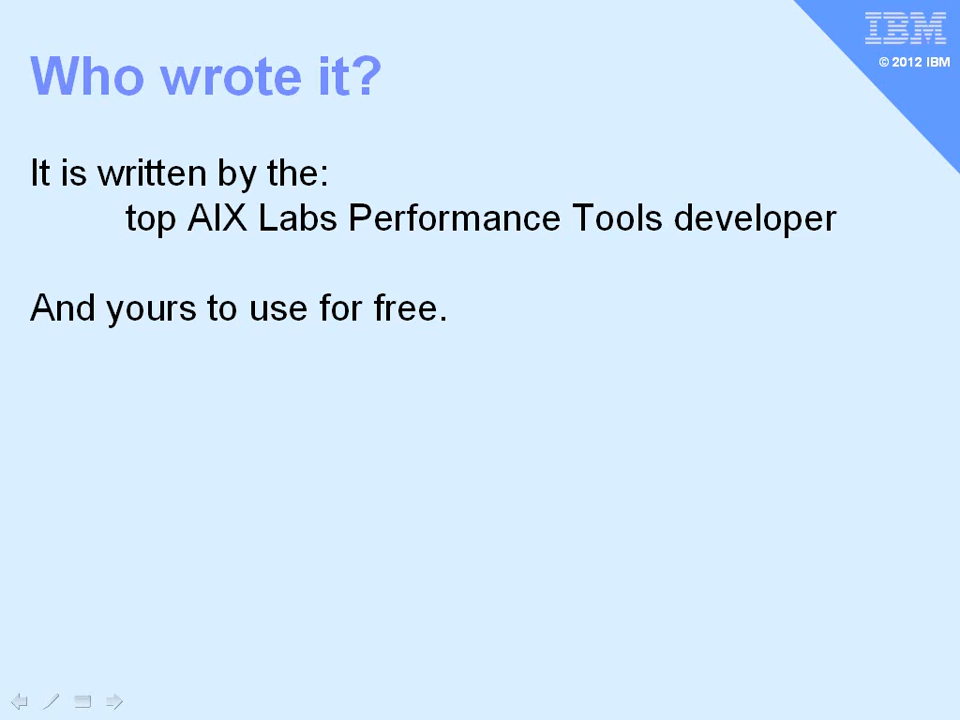 IBM
© 2012 IBM
Who wrote it?
It is written by the:
top AIX Labs Performance Tools developer
And yours to use for free.